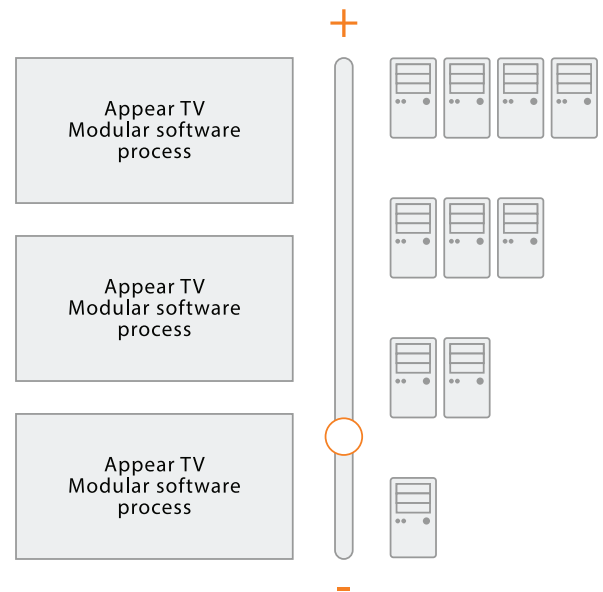 +
Appear TV
Modular software
process
Appear TV
Modular software
process
Appear TV
Modular software
process
-